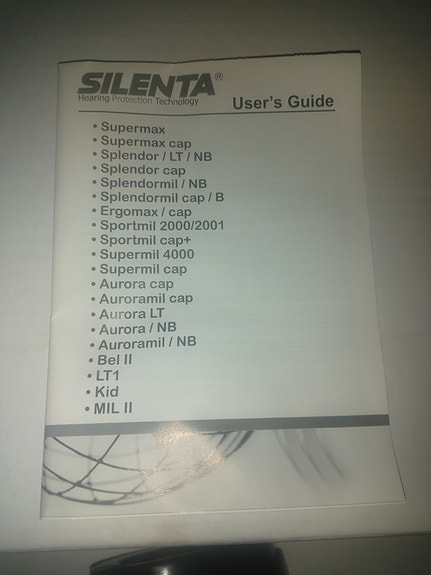 SILENTA®
Hearing Protection Technology
User's Guide
• Supermax
• Supermax cap
• Splendor / LT / NB
• Splendor cap
• Splendormil / NB
• Splendormil cap / B
• Ergomax / cap
• Sportmil 2000/2001
• Sportmil cap+
• Supermil 4000
• Supermil cap
• Aurora cap
• Auroramil cap
• Aurora LT
• Aurora / NB
• Auroramil / NB
• Bel II
• LT1
• Kid
• MIL II